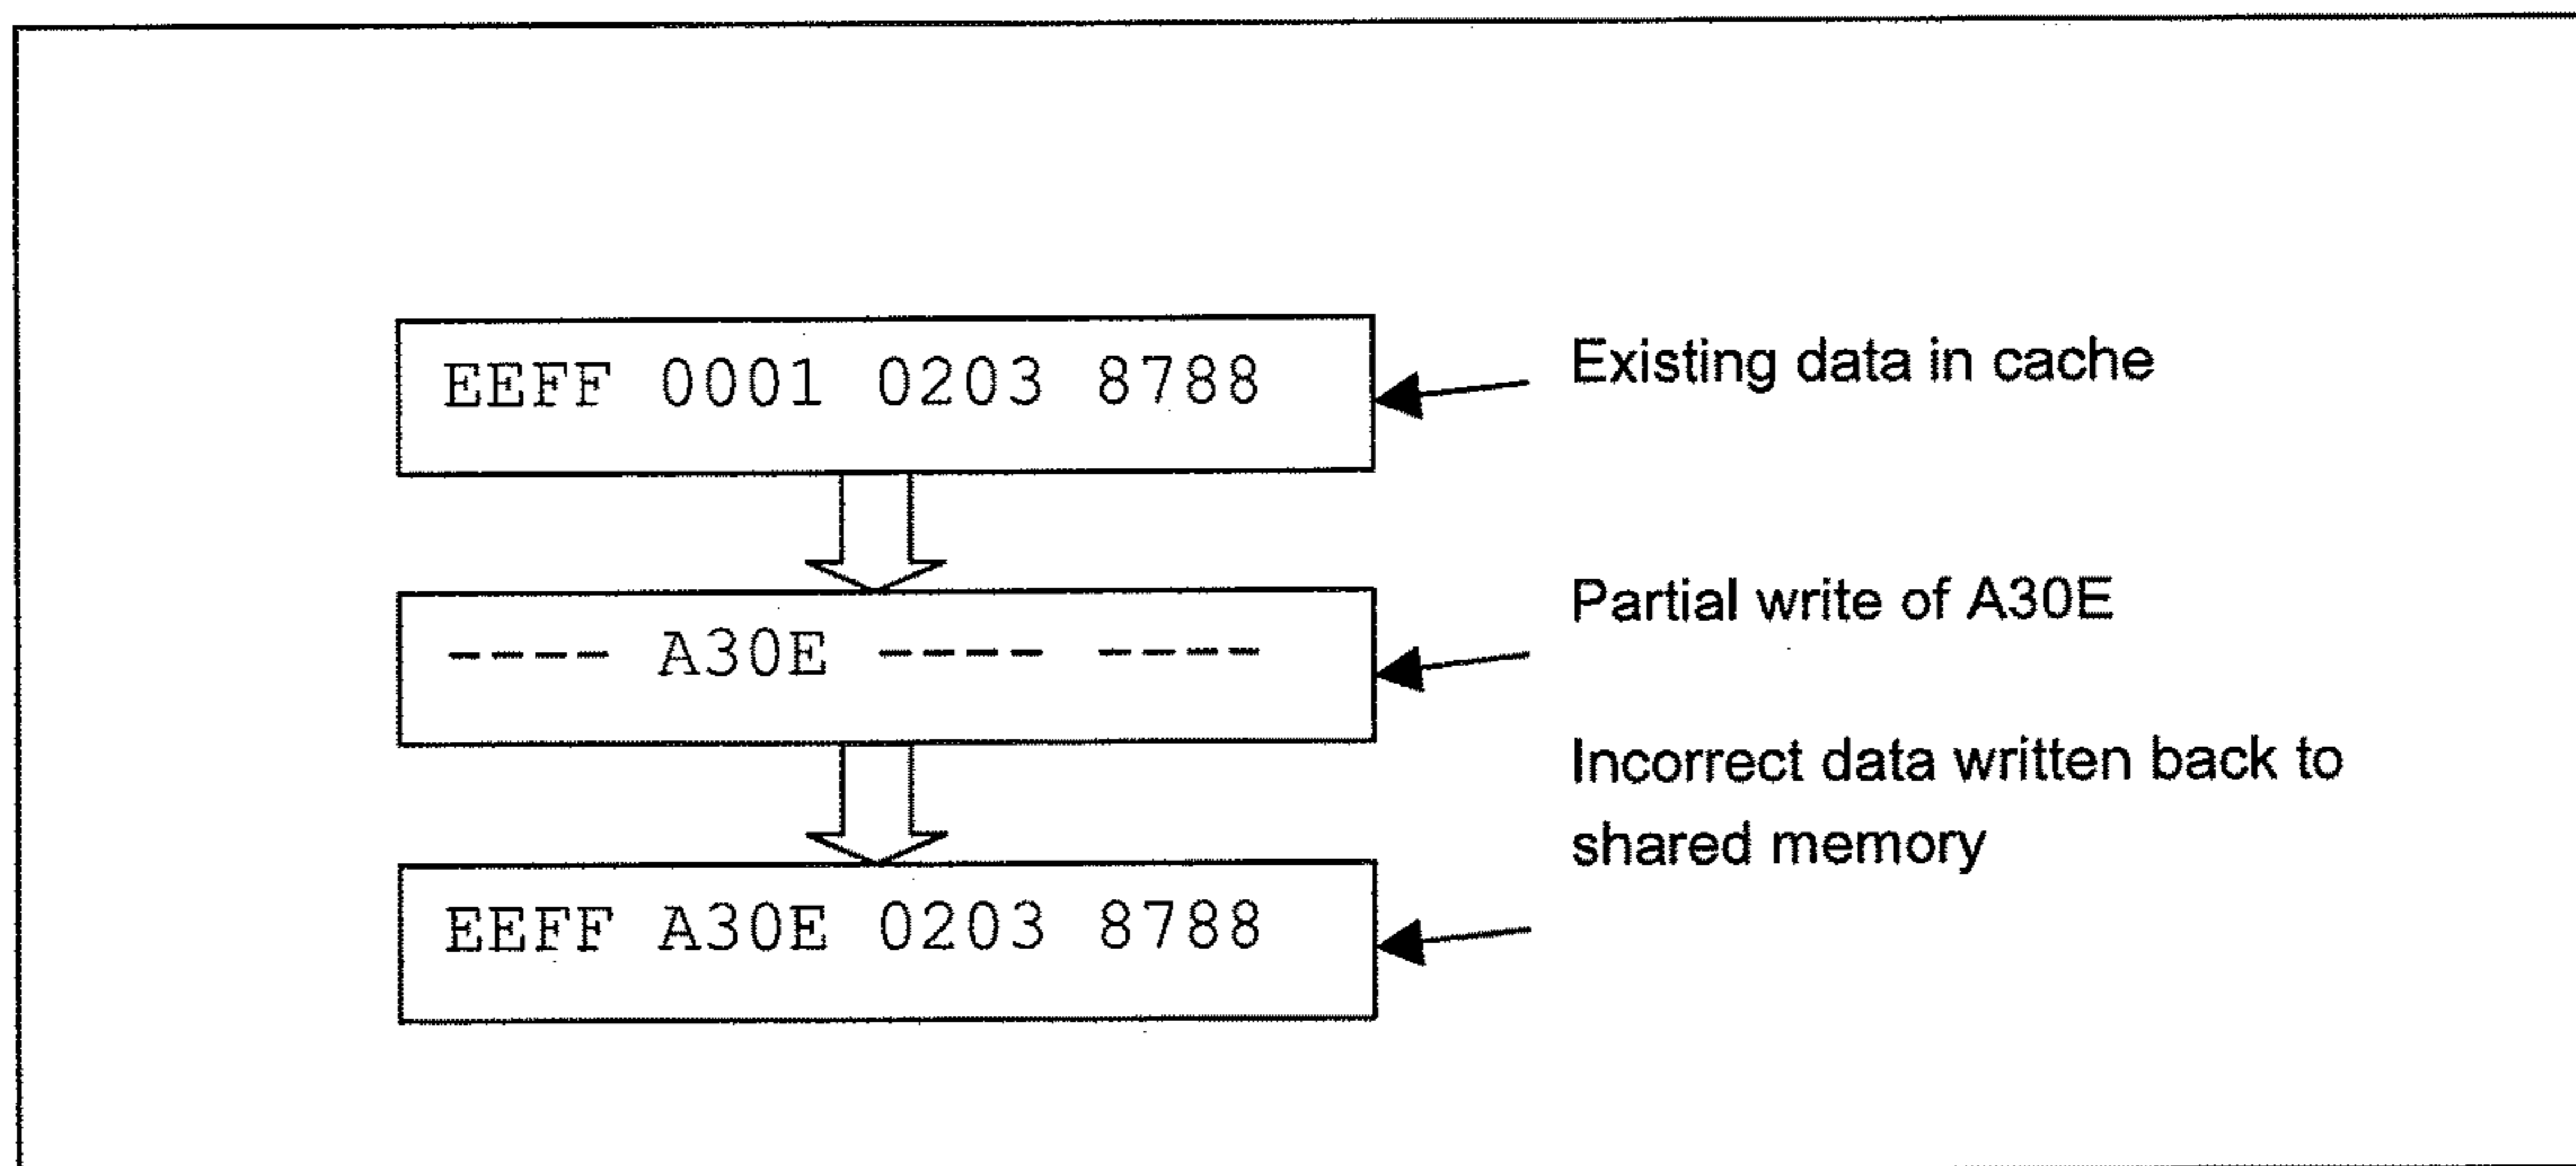 EEFF 0001 0203 8788
Existing data in cache
---- A30E ---- ----
Partial write of A30E
Incorrect data written back to
shared memory
EEFF A30E 0203 8788